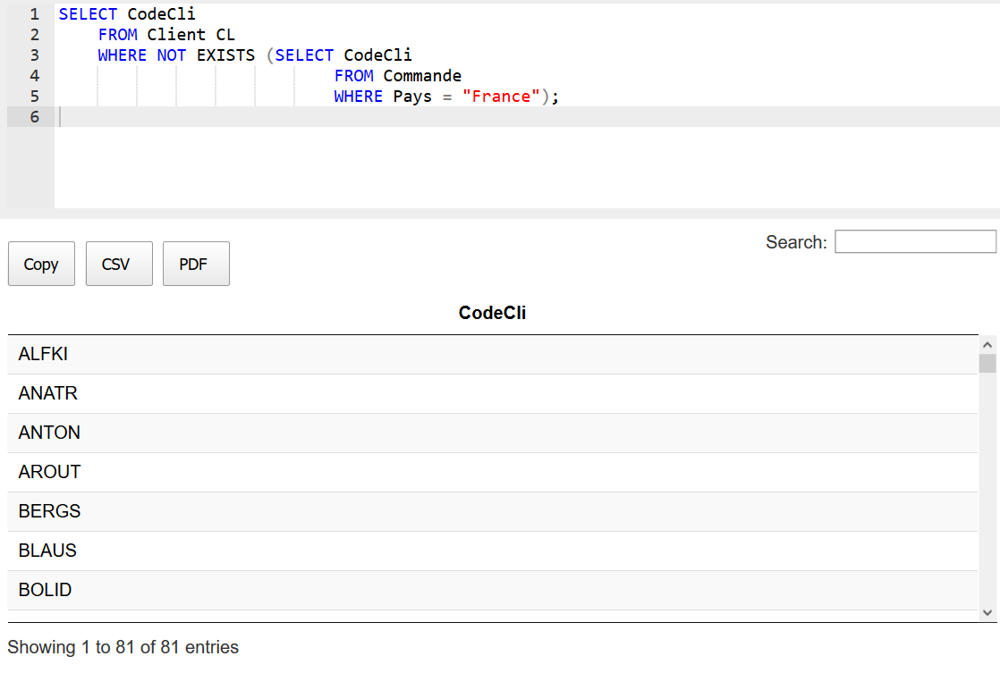 1 SELECT CodeCli
2 FROM Client CL
3 WHERE NOT EXISTS (SELECT CodeCli
4 FROM Commande
5 WHERE Pays = "France");
6
Search:
Copy CSV PDF
CodeCli
ALFKI
ANATR
ANTON
AROUT
BERGS
BLAUS
BOLID
Showing 1 to 81 of 81 entries